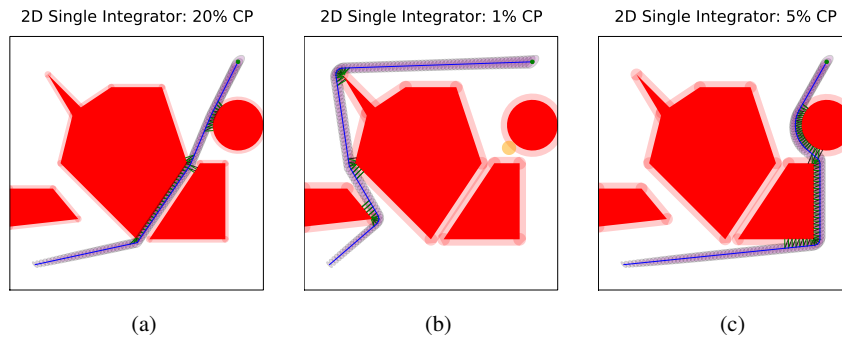 2D Single Integrator: 20% CP
2D Single Integrator: 1% CP
2D Single Integrator: 5% CP
(a)
(b)
(c)